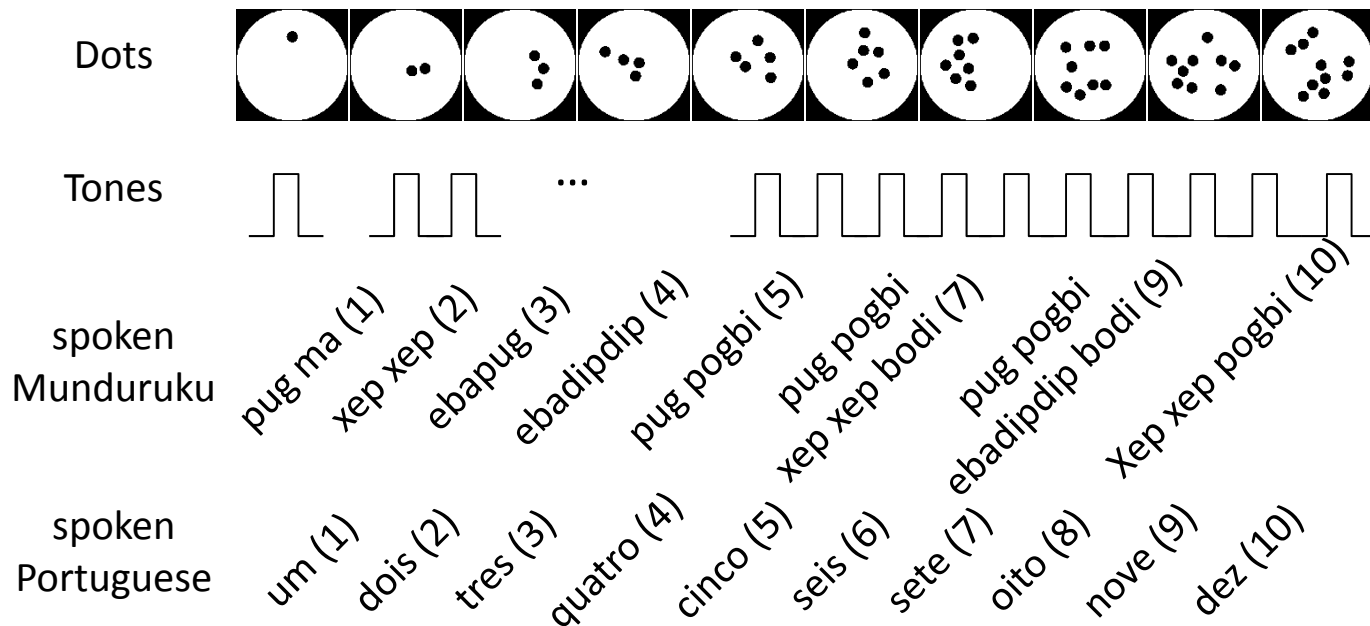 Dots
Tones
...
spoken
Munduruku
pug ma (1)
xep xep (2)
ebapug (3)
ebadipdip (4)
pug pogbi (5)
pug pogbi
xep xep bodi (7)
pug pogbi
ebadipdip bodi (9)
Xep xep pogbi (10)
spoken
Portuguese
um (1)
dois (2)
tres (3)
quatro (4)
cinco (5)
seis (6)
sete (7)
oito (8)
nove (9)
dez (10)